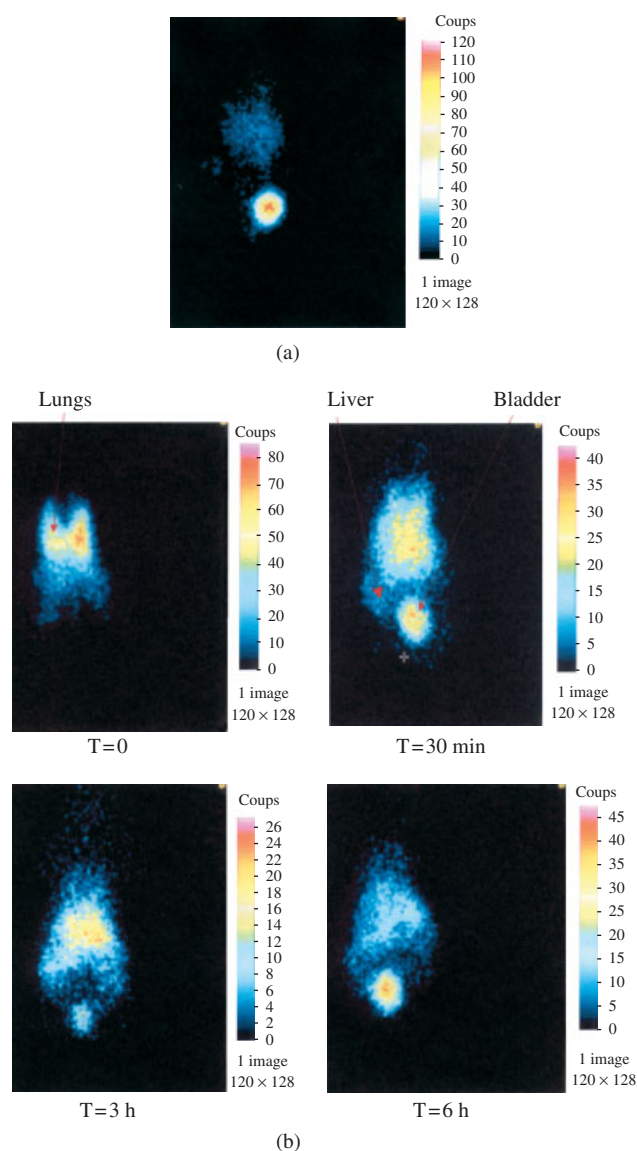 Coups
120
110
100
90
80
70
60
50
40
30
20
10
0
1 image
120 × 128
(a)
Lungs
Coups
80
70
60
50
40
30
20
10
0
1 image
120 × 128
T=0
Liver
Bladder
Coups
40
35
30
25
20
15
10
5
0
1 image
120 × 128
T=30 min
Coups
26
24
22
20
18
16
14
12
10
8
6
4
2
0
1 image
120 × 128
T=3 h
Coups
45
40
35
30
25
20
15
10
5
0
1 image
120 × 128
T=6 h
(b)